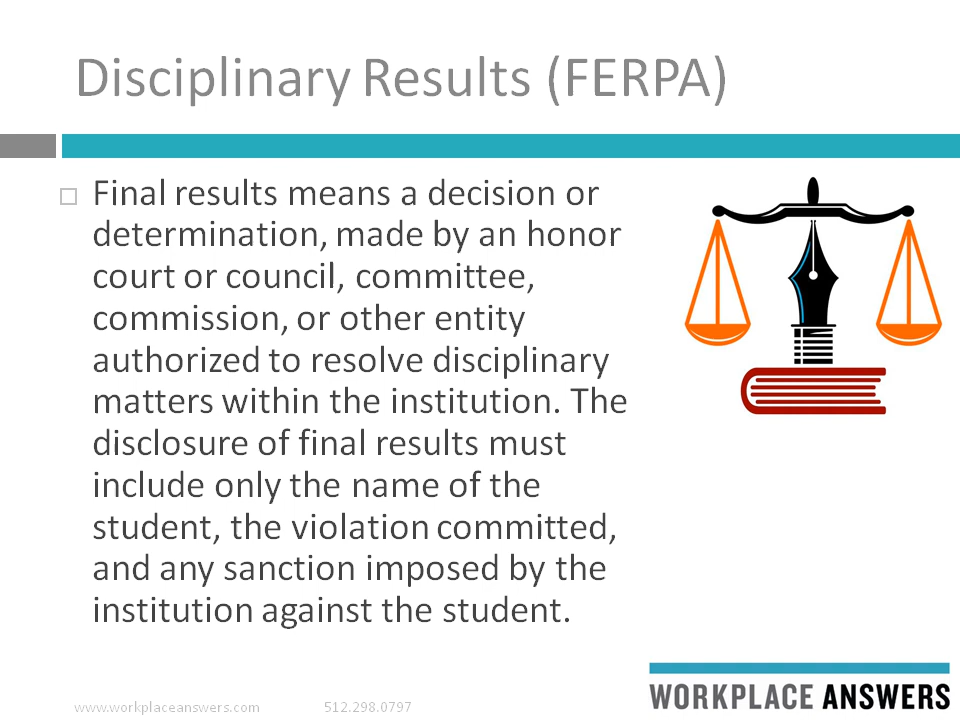 Disciplinary Results (FERPA)
Final results means a decision or
determination, made by an honor
court or council, committee,
commission, or other entity
authorized to resolve disciplinary
matters within the institution. The
disclosure of final results must
include only the name of the
student, the violation committed,
and any sanction imposed by the
institution against the student.
www.workplaceanswers.com 512.298.0797
WORKPLACE ANSWERS